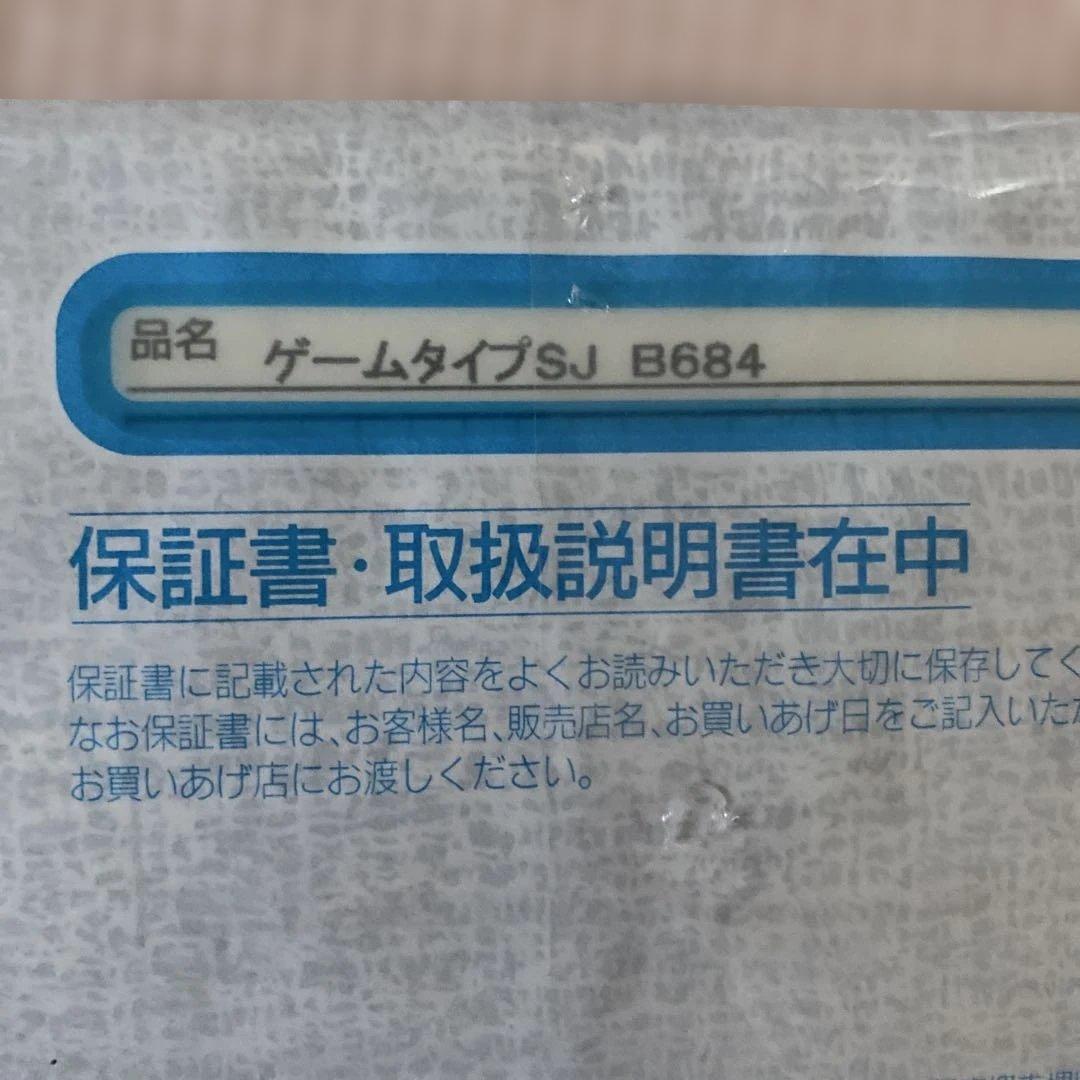 品名 ゲームタイプSJ B684
保証書・取扱説明書在中
保証書に記載された内容をよくお読みいただき大切に保存してく
なお保証書には、お客様名、販売店名、お買いあげ日をご記入いた
お買いあげ店にお渡しください。